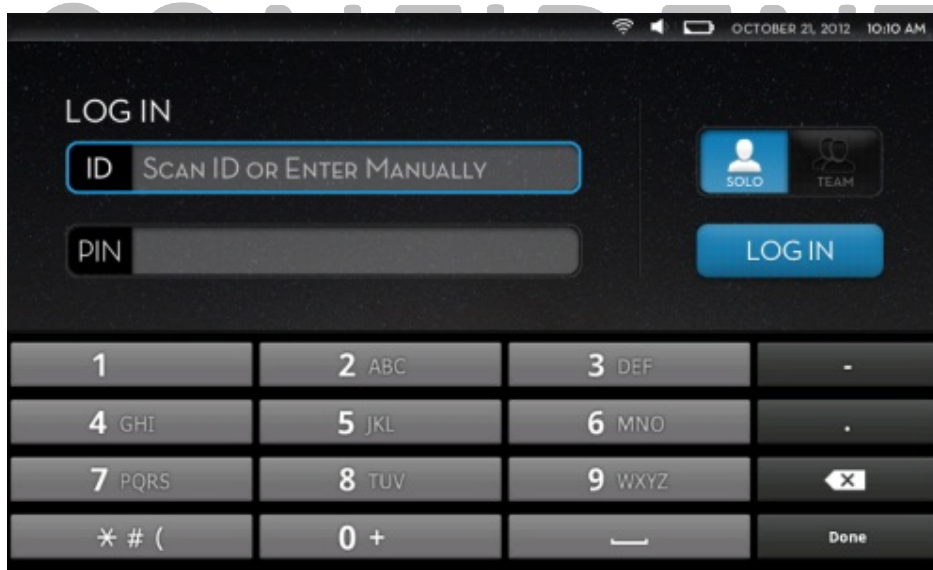 OCTOBER 21, 2012 10:10 AM
LOG IN
ID SCAN ID OR ENTER MANUALLY
SOLO TEAM
PIN
LOG IN
1 2 ABC 3 DEF -
4 GHI 5 JKL 6 MNO .
7 PQRS 8 TUV 9 WXYZ
* # ( 0 +
Done